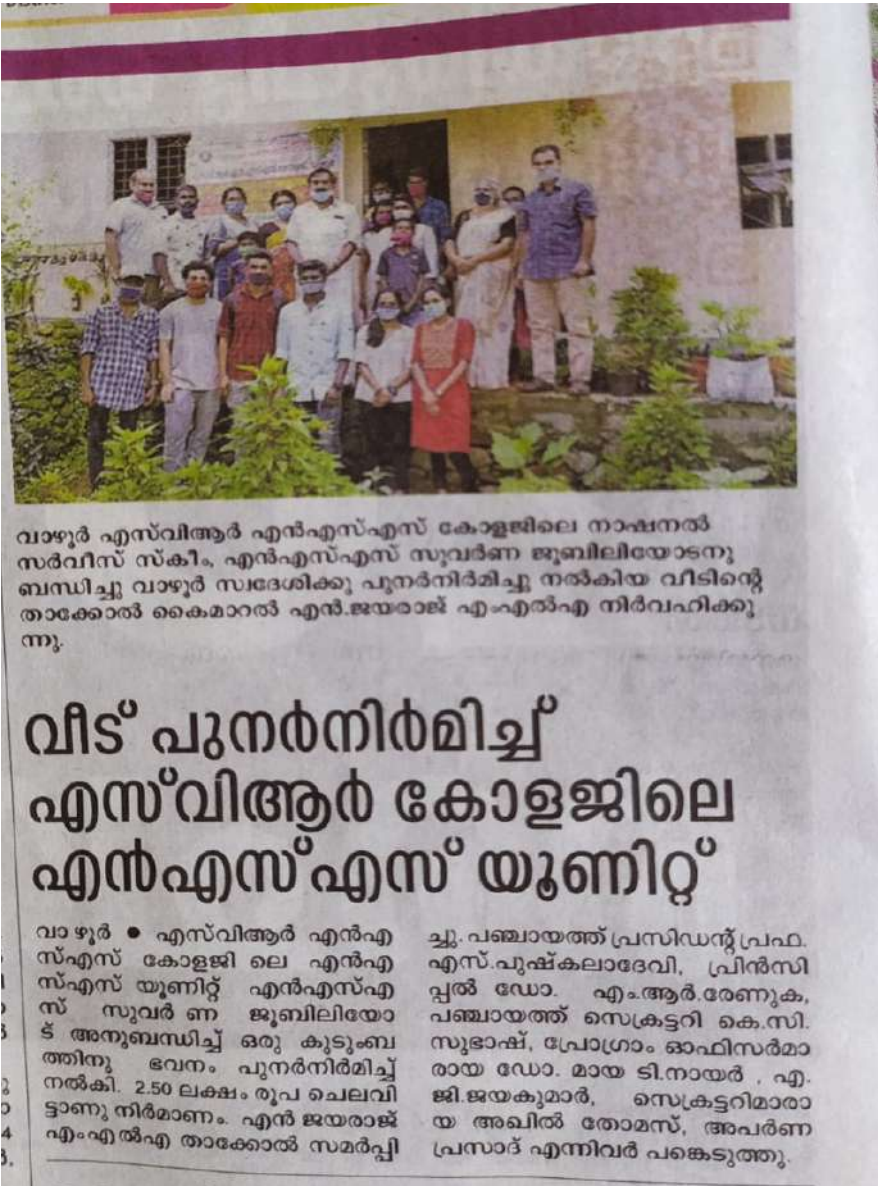 വാഴൂർ എസ്‌വിആർ എൻഎസ്എസ് കോളജിലെ നാഷനൽ
സർവീസ് സ്കീം, എൻഎസ്എസ് സുവർണ ജൂബിലിയോടനു
ബന്ധിച്ചു വാഴൂർ സ്വദേശിക്കു പുനർനിർമിച്ചു നൽകിയ വീടിന്റെ
താക്കോൽ കൈമാറൽ എൻ.ജയരാജ് എംഎൽഎ നിർവഹിക്കു
ന്നു.
വീട് പുനർനിർമിച്ച്
എസ്‌വിആർ കോളജിലെ
എൻഎസ്എസ് യൂണിറ്റ്
വാഴൂർ ● എസ്‌വിആർ എൻഎ
സ്എസ് കോളജി ലെ എൻഎ
സ്എസ് യൂണിറ്റ് എൻഎസ്എ
സ് സുവർ ണ ജൂബിലിയോ
ട് അനുബന്ധിച്ച് ഒരു കുടുംബ
ത്തിനു ഭവനം പുനർനിർമിച്ച്
നൽകി. 2.50 ലക്ഷം രൂപ ചെലവി
ട്ടാണു നിർമാണം. എൻ ജയരാജ്
എംഎൽഎ താക്കോൽ സമർപ്പി
ച്ചു. പഞ്ചായത്ത് പ്രസിഡന്റ് പ്രഫ.
എസ്.പുഷ്കലാദേവി, പ്രിൻസി
പ്പൽ ഡോ. എം.ആർ.രേണുക,
പഞ്ചായത്ത് സെക്രട്ടറി കെ.സി.
സുഭാഷ്, പ്രോഗ്രാം ഓഫിസർമാ
രായ ഡോ. മായ ടി.നായർ , എ.
ജി.ജയകുമാർ, സെക്രട്ടറിമാരാ
യ അഖിൽ തോമസ്, അപർണ
പ്രസാദ് എന്നിവർ പങ്കെടുത്തു.